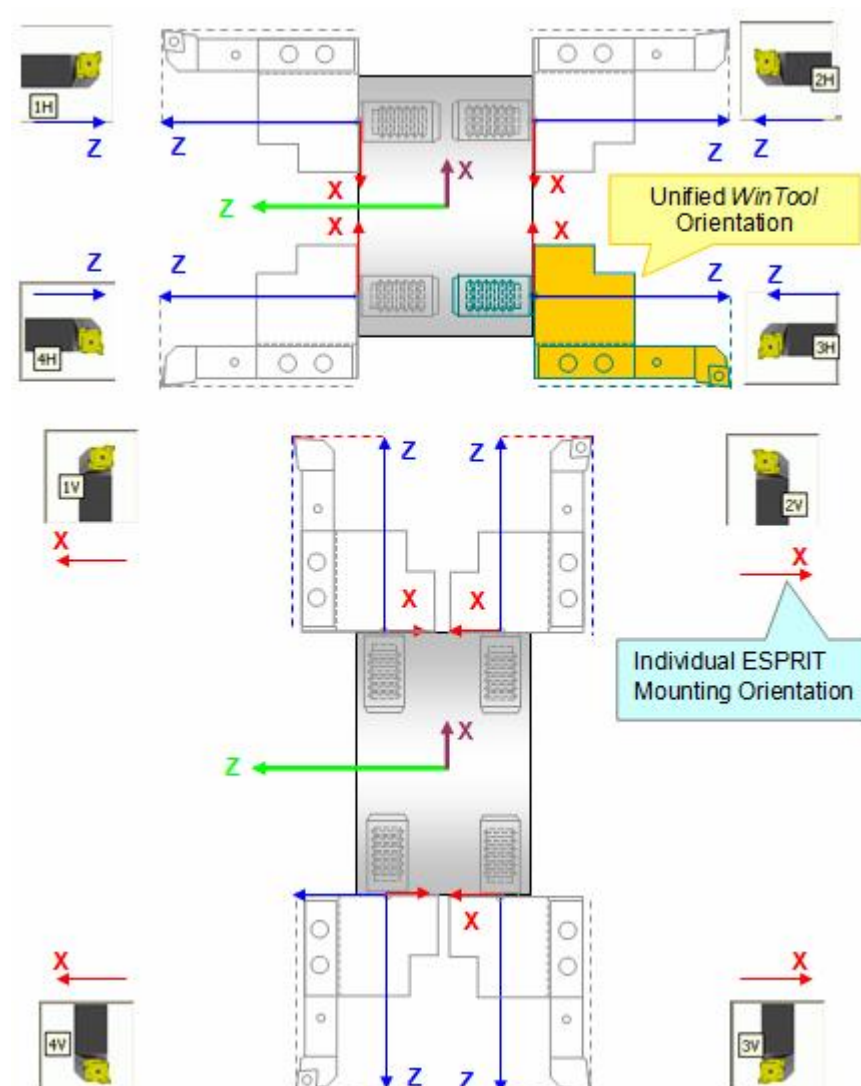 1H
2H
Z
Z
Z
Z
X
X
X
Z
Unified WinTool
Orientation
X
X
Z
Z
Z
Z
4H
3H
1V
Z
Z
2V
X
X
X
X
Individual ESPRIT
Mounting Orientation
X
Z
X
X
X
4V
3V
Z
Z